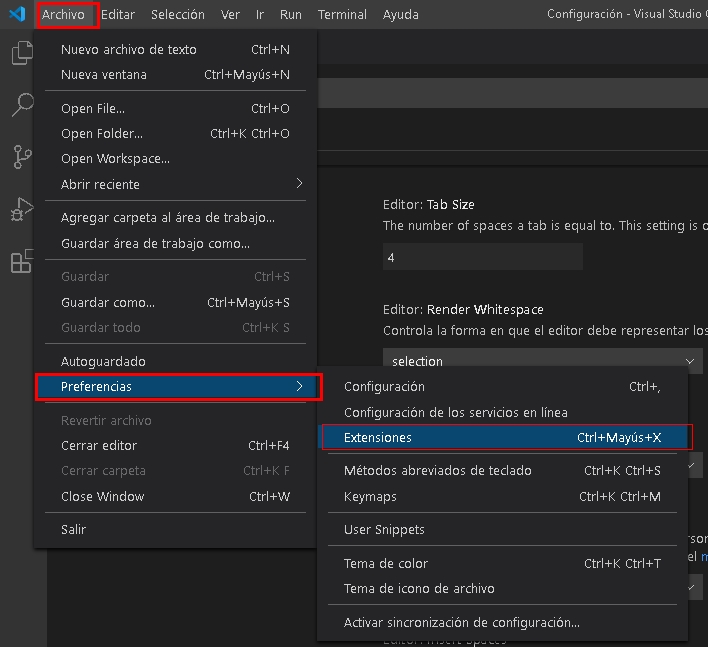 Archivo Editar Selección Ver Ir Run Terminal Ayuda Configuración - Visual Studio
Nuevo archivo de texto Ctrl+N
Nueva ventana Ctrl+Mayús+N
Open File... Ctrl+O
Open Folder... Ctrl+K Ctrl+O
Open Workspace...
Abrir reciente
Agregar carpeta al área de trabajo...
Guardar área de trabajo como...
Guardar Ctrl+S
Guardar como... Ctrl+Mayús+S
Guardar todo Ctrl+K S
Autoguardado
Preferencias
Revertir archivo
Cerrar editor Ctrl+F4
Cerrar carpeta Ctrl+K F
Close Window Ctrl+W
Salir
Editor: Tab Size
The number of spaces a tab is equal to. This setting is
4
Editor: Render Whitespace
Controla la forma en que el editor debe representar los
selection
Configuración Ctrl+,
Configuración de los servicios en línea
Extensiones Ctrl+Mayús+X
Métodos abreviados de teclado Ctrl+K Ctrl+S
Keymaps Ctrl+K Ctrl+M
User Snippets
Tema de color Ctrl+K Ctrl+T
Tema de icono de archivo
Activar sincronización de configuración...
Editor: Insert Spaces